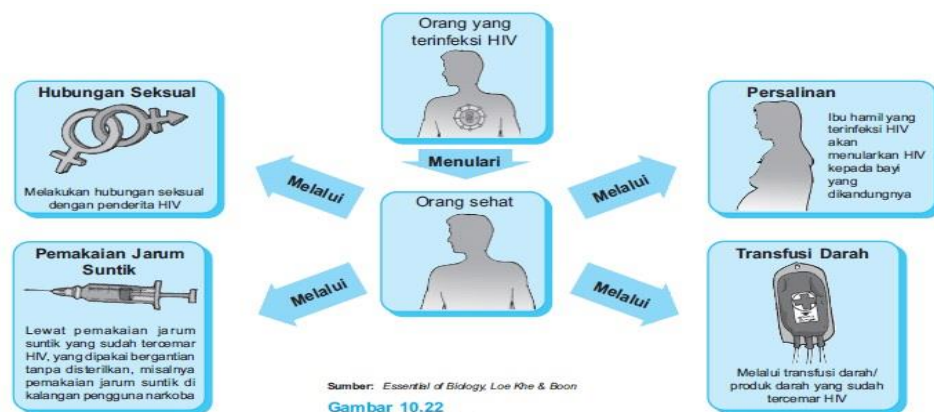 Orang yang
terinfeksi HIV
Menulari
Orang sehat
Hubungan Seksual
Melakukan hubungan seksual
dengan penderita HIV
Melalui
Pemakaian Jarum
Suntik
Lewat pemakaian jarum
suntik yang sudah tercemar
HIV, yang dipakai bergantian
tanpa disterilkan, misalnya
pemakaian jarum suntik di
kalangan pengguna narkoba
Melalui
Persalinan
Ibu hamil yang
terinfeksi HIV
akan
menularkan HIV
kepada bayi
yang
dikandungnya
Melalui
Transfusi Darah
Melalui transfusi darah/
produk darah yang sudah
tercemar HIV
Melalui
Sumber: Essential of Biology, Loe Khe & Boon
Gambar 10.22